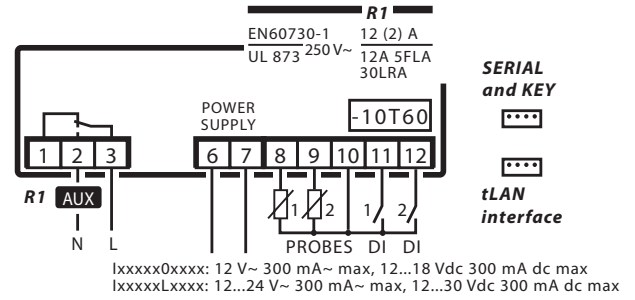 R1
EN60730-1
UL 873
250 V~
12 (2) A
12A 5FLA
30LRA
SERIAL
and KEY
POWER
SUPPLY
-10T60
1 2 3 6 7 8 9 10 11 12
R1 AUX
1 2 1 2
tLAN
interface
N L PROBES DI DI
Ixxxxx0xxxx: 12 V~ 300 mA~ max, 12...18 Vdc 300 mA dc max
IxxxxxLxxxx: 12...24 V~ 300 mA~ max, 12...30 Vdc 300 mA dc max